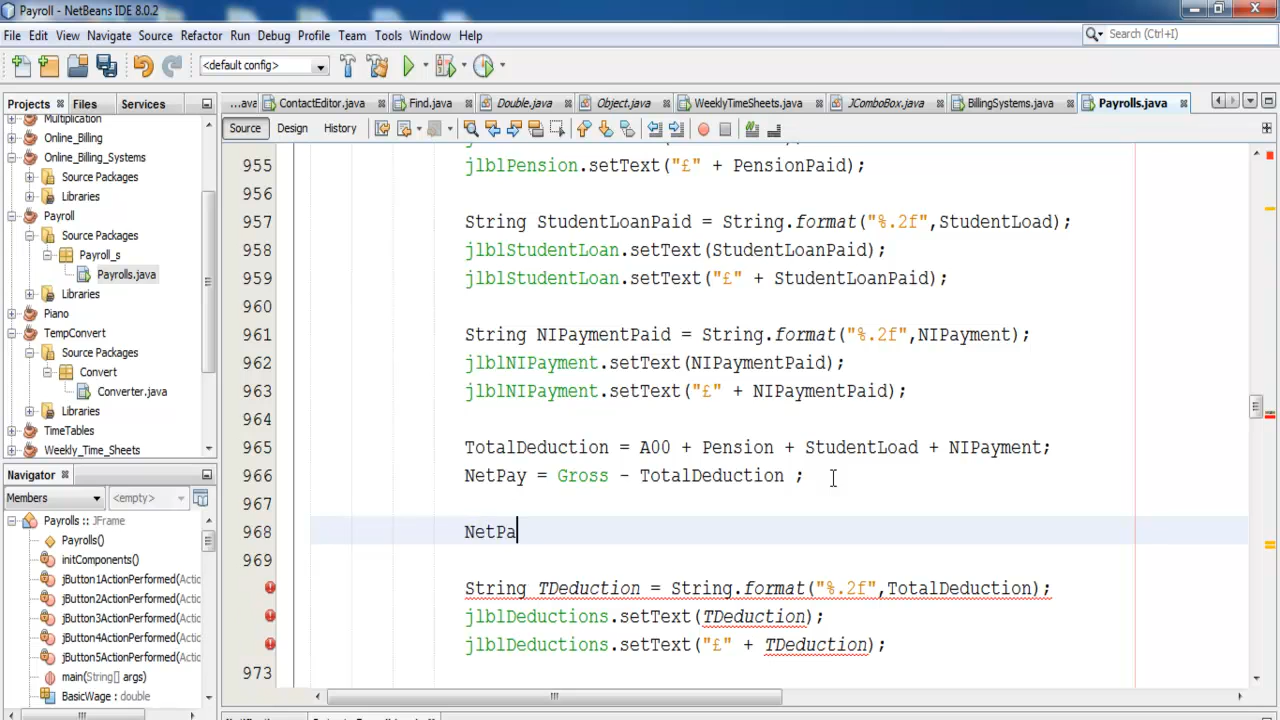 Payroll - NetBeans IDE 8.0.2
File Edit View Navigate Source Refactor Run Debug Profile Team Tools Window Help
Search (Ctrl+I)
<default config>
Projects Files Services
...ava ContactEditor.java Find.java Double.java Object.java WeeklyTimeSheets.java JComboBox.java BillingSystems.java Payrolls.java
Source Design History
Multiplication
Online_Billing
Online_Billing_Systems
Source Packages
Libraries
Payroll
Source Packages
Payroll_s
Payrolls.java
Libraries
Piano
TempConvert
Source Packages
Convert
Converter.java
Libraries
TimeTables
Weekly_Time_Sheets
Navigator
Members <empty>
Payrolls :: JFrame
Payrolls()
initComponents()
jButton1ActionPerformed(Actio
jButton2ActionPerformed(Actio
jButton3ActionPerformed(Actio
jButton4ActionPerformed(Actio
jButton5ActionPerformed(Actio
main(String[] args)
BasicWage : double
955 jlblPension.setText("£" + PensionPaid);
956
957 String StudentLoanPaid = String.format("%.2f",StudentLoad);
958 jlblStudentLoan.setText(StudentLoanPaid);
959 jlblStudentLoan.setText("£" + StudentLoanPaid);
960
961 String NIPaymentPaid = String.format("%.2f",NIPayment);
962 jlblNIPayment.setText(NIPaymentPaid);
963 jlblNIPayment.setText("£" + NIPaymentPaid);
964
965 TotalDeduction = A00 + Pension + StudentLoad + NIPayment;
966 NetPay = Gross - TotalDeduction ;
967
968 NetPa
969
String TDeduction = String.format("%.2f",TotalDeduction);
jlblDeductions.setText(TDeduction);
jlblDeductions.setText("£" + TDeduction);
973